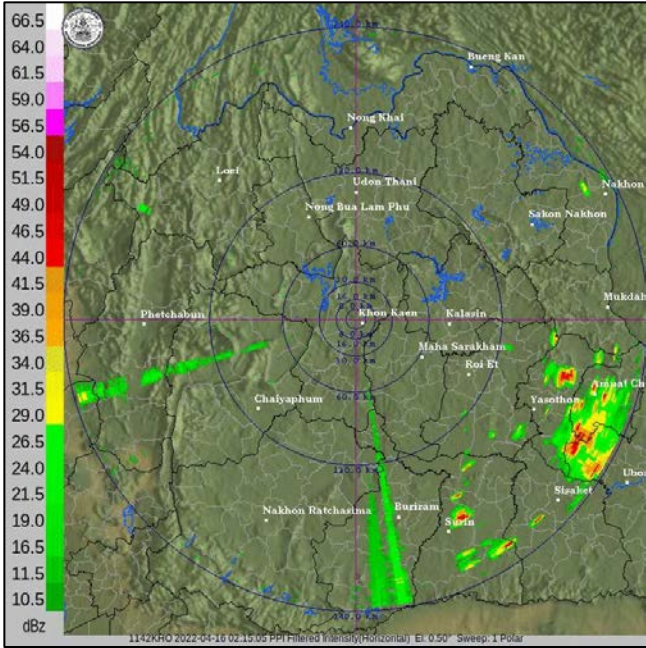 66.5
64.0
61.5
59.0
56.5
54.0
51.5
49.0
46.5
44.0
41.5
39.0
36.5
34.0
31.5
29.0
26.5
24.0
21.5
19.0
16.5
13.5
10.5
dBz
Bueng Kan
Nong Khai
Loei
Udon Thani
Nakhon
Nong Bua Lam Phu
Sakon Nakhon
Mukdah
Phetchabun
Khon Kaen
Kalasin
Maha Sarakham
Roi Et
Amnat Ch
Chaiyaphum
Yasothon
Ubo
Sisaket
Nakhon Ratchasima
Buriram
Surin
1142KHO 2022-04-16 02:15:05 PPI Filtered Intensity(Horizontal) El: 0.50° Sweep: 1 Polar